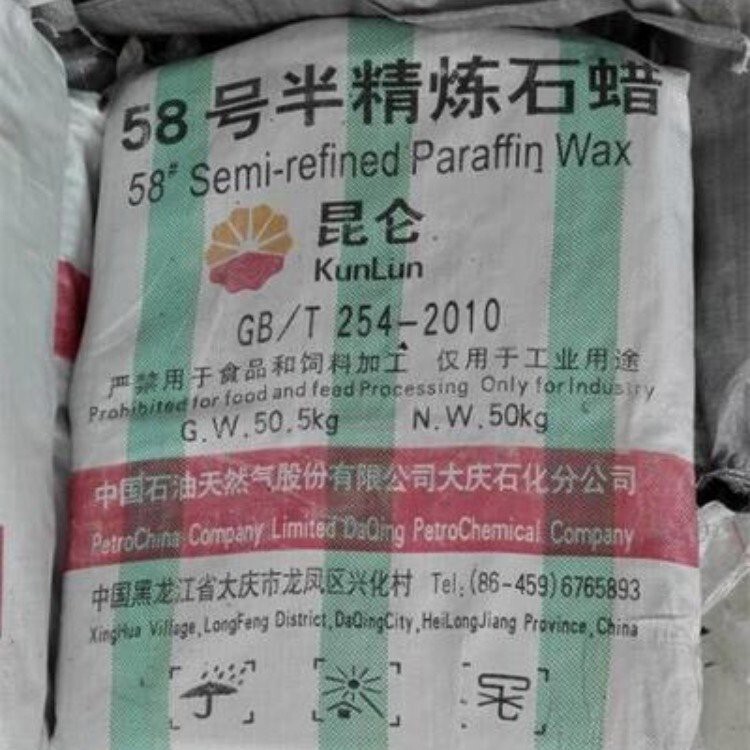 58号半精炼石蜡
58# Semi-refined Paraffin Wax
昆仑
KunLun
GB/T 254-2010
严禁用于食品和饲料加工 仅用于工业用途
Prohibited for food and feed Processing Only for Industry
G.W.50.5kg N.W.50kg
中国石油天然气股份有限公司大庆石化分公司
PetroChina Company Limited DaQing PetroChemical Company
中国黑龙江省大庆市龙凤区兴化村 Tel:(86-459)6765893
XingHua Village,LongFeng District,DaQingCity,HeiLongJiang Province,China